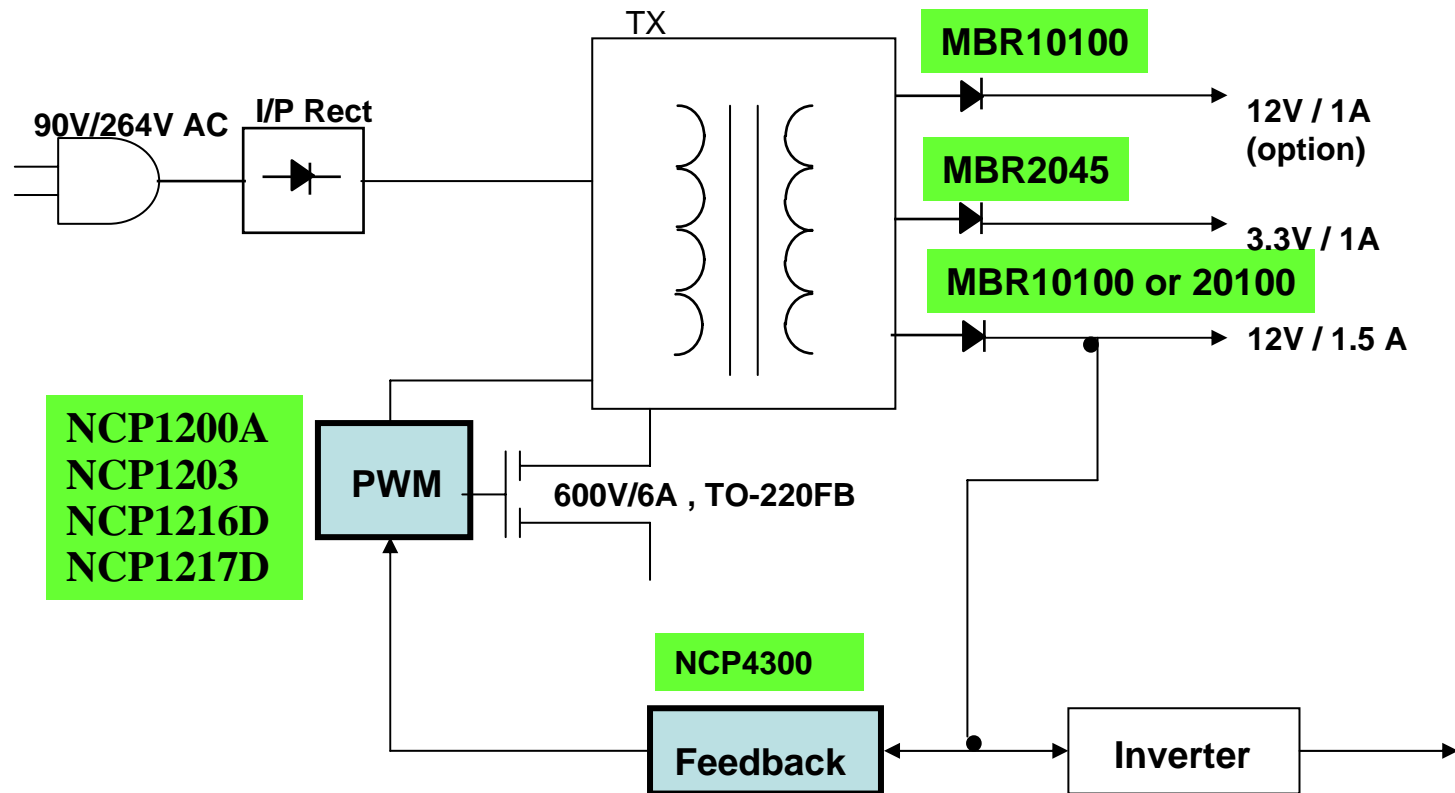 TX
MBR10100
90V/264V AC
I/P Rect
12V / 1A
(option)
MBR2045
3.3V / 1A
MBR10100 or 20100
12V / 1.5 A
NCP1200A
NCP1203
NCP1216D
NCP1217D
PWM
600V/6A , TO-220FB
NCP4300
Feedback
Inverter